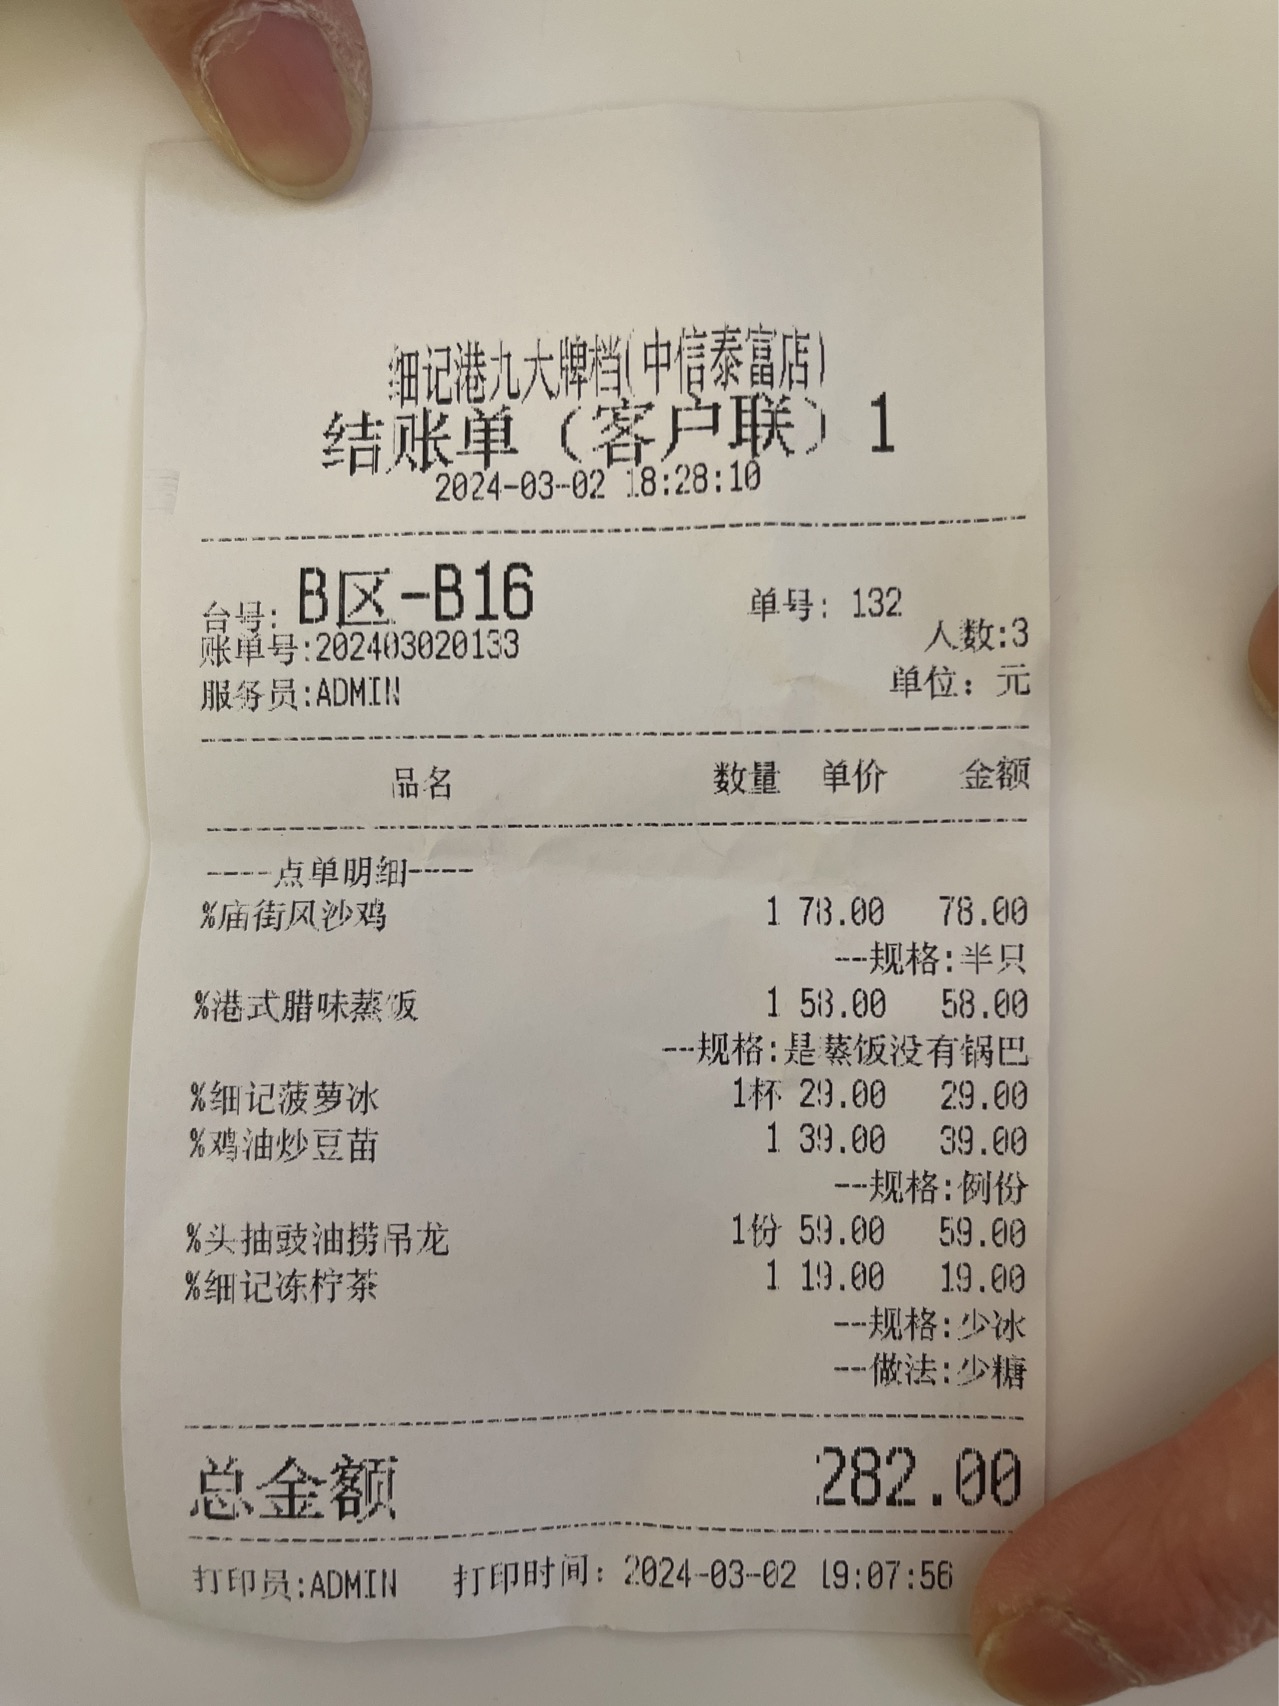 细记港九大牌档(中信泰富店)
结账单（客户联）1
2024-03-02 18:28:10
台号: B区-B16 单号: 132
人数:3
账单号:202403020133
服务员:ADMIN 单位: 元
品名 数量 单价 金额
----点单明细----
%庙街风沙鸡 1 78.00 78.00
---规格:半只
%港式腊味蒸饭 1 58.00 58.00
---规格:是蒸饭没有锅巴
%细记菠萝冰 1杯 29.00 29.00
%鸡油炒豆苗 1 39.00 39.00
---规格:例份
%头抽豉油捞吊龙 1份 59.00 59.00
%细记冻柠茶 1 19.00 19.00
---规格:少冰
---做法:少糖
总金额 282.00
打印员:ADMIN 打印时间: 2024-03-02 19:07:56